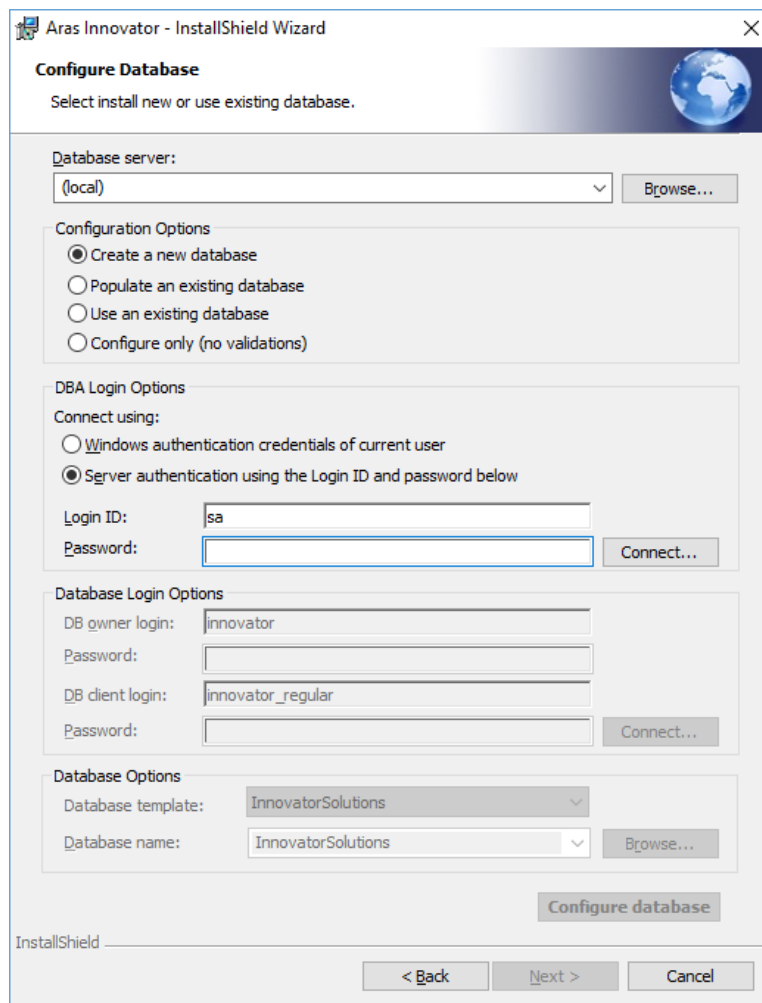 Aras Innovator - InstallShield Wizard
Configure Database
Select install new or use existing database.
Database server:
(local)
Browse...
Configuration Options
Create a new database
Populate an existing database
Use an existing database
Configure only (no validations)
DBA Login Options
Connect using:
Windows authentication credentials of current user
Server authentication using the Login ID and password below
Login ID:
sa
Password:
Connect...
Database Login Options
DB owner login:
innovator
Password:
DB client login:
innovator_regular
Password:
Connect...
Database Options
Database template:
InnovatorSolutions
Database name:
InnovatorSolutions
Browse...
Configure database
InstallShield
< Back
Next >
Cancel